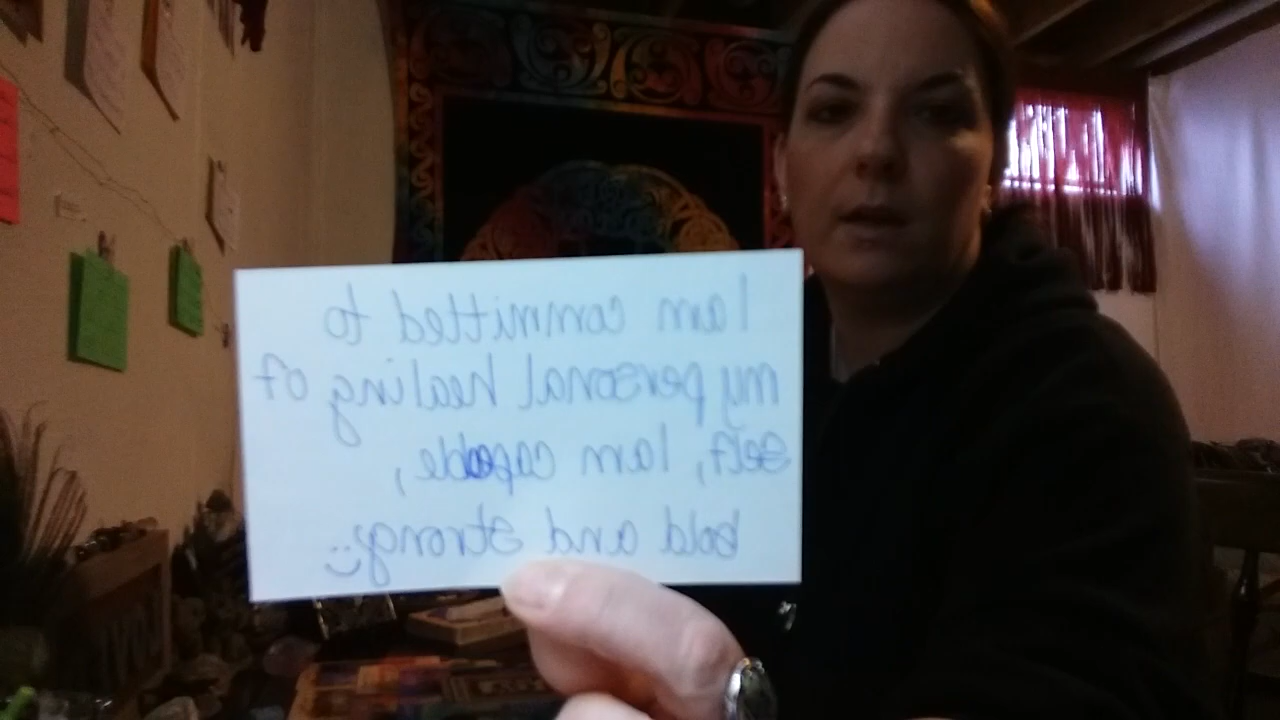 I am committed to
my personal healing of
self, I am capable,
bold and strong :)